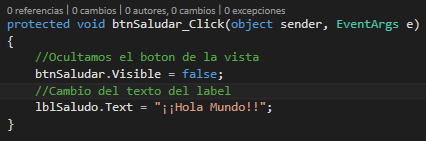 0 referencias | 0 cambios | 0 autores, 0 cambios | 0 excepciones
protected void btnSaludar_Click(object sender, EventArgs e)
{
//Ocultamos el boton de la vista
btnSaludar.Visible = false;
//Cambio del texto del label
lblSaludo.Text = "¡¡Hola Mundo!!";
}